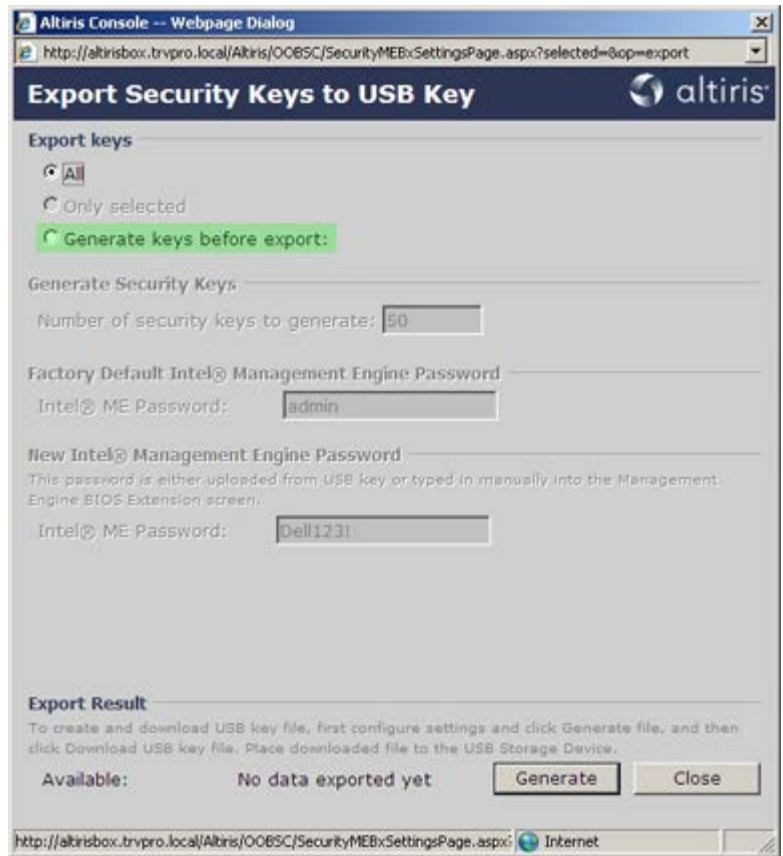 Altiris Console -- Webpage Dialog
http://altirisbox.trvpro.local/Altiris/OOBSC/SecurityMEBxSettingsPage.aspx?selected=&op=export
Export Security Keys to USB Key
altiris
Export keys
All
Only selected
Generate keys before export:
Generate Security Keys
Number of security keys to generate: 50
Factory Default Intel® Management Engine Password
Intel® ME Password: admin
New Intel® Management Engine Password
This password is either uploaded from USB key or typed in manually into the Management
Engine BIOS Extension screen.
Intel® ME Password: Dell123!
Export Result
To create and download USB key file, first configure settings and click Generate file, and then
click Download USB key file. Place downloaded file to the USB Storage Device.
Available: No data exported yet Generate Close
http://altirisbox.trvpro.local/Altiris/OOBSC/SecurityMEBxSettingsPage.aspx Internet